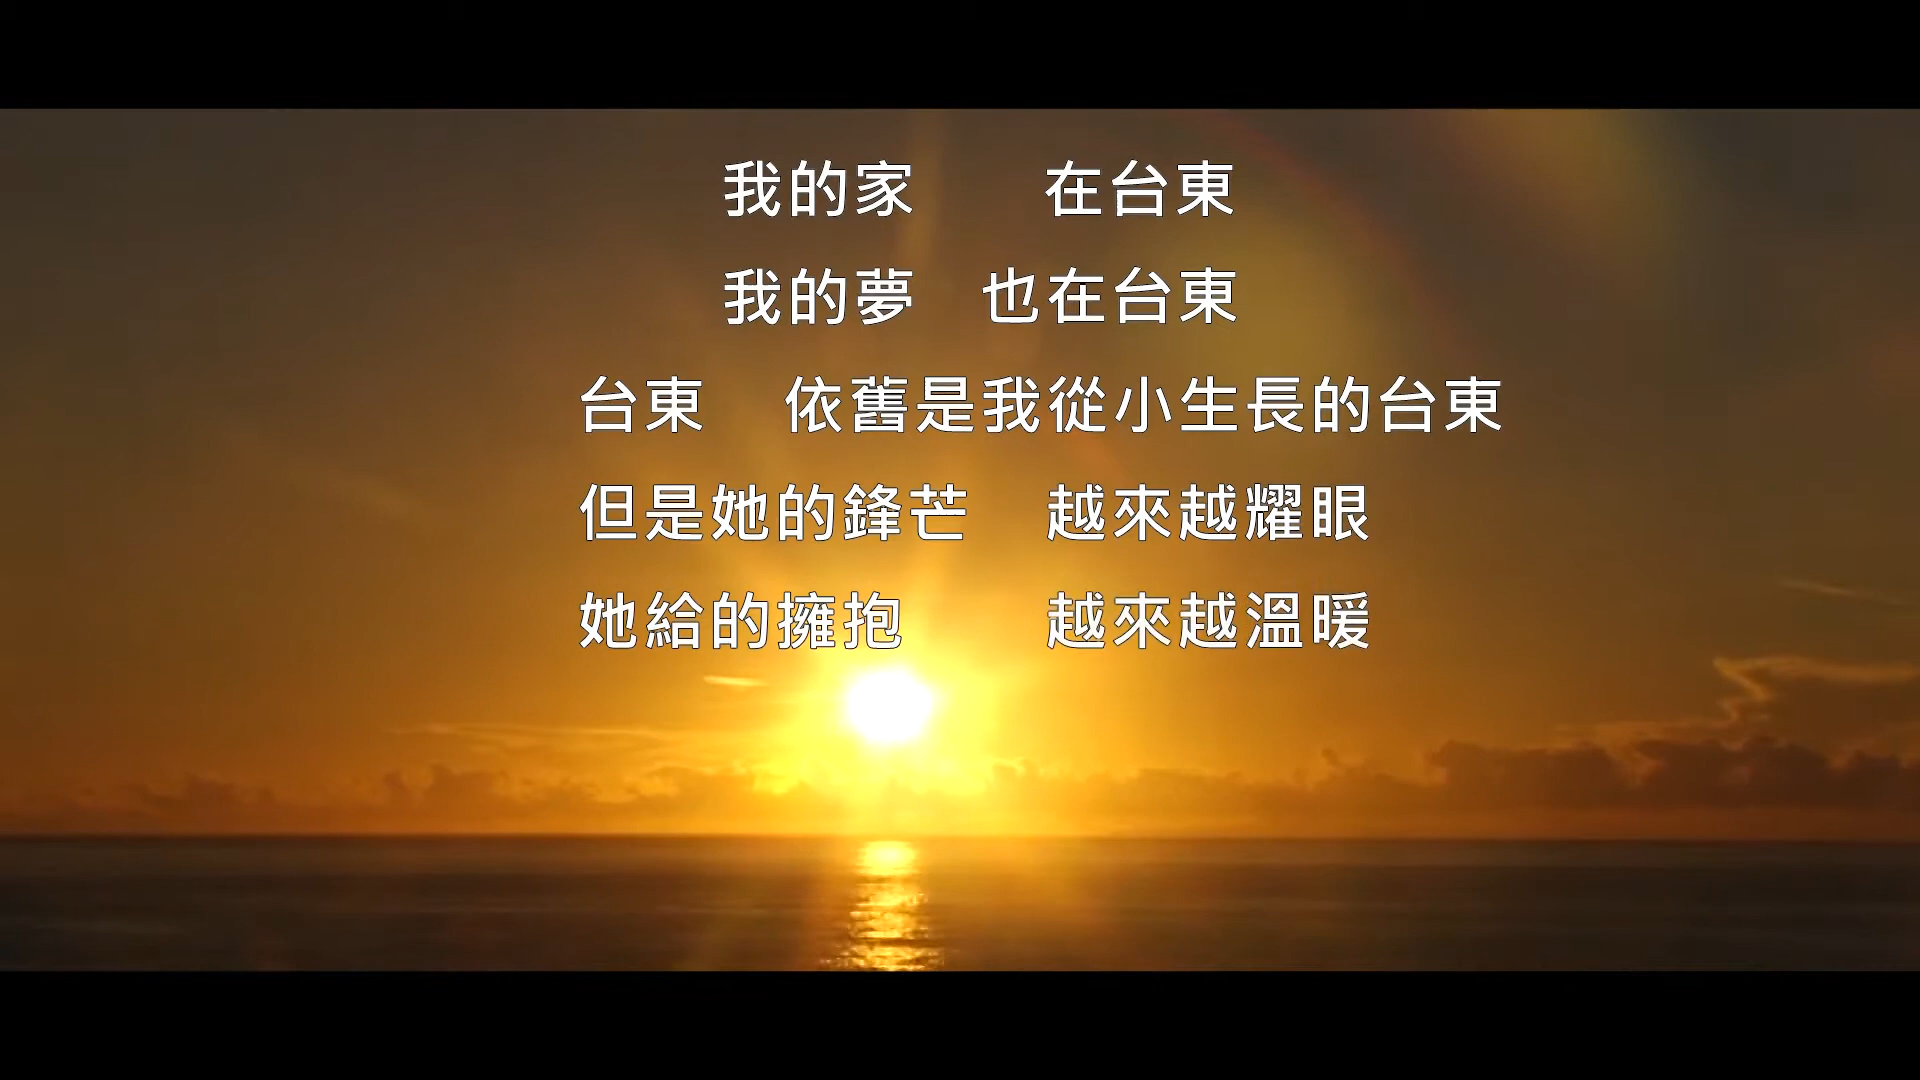 我的家　　在台東
我的夢　也在台東
台東　依舊是我從小生長的台東
但是她的鋒芒　越來越耀眼
她給的擁抱　　越來越溫暖